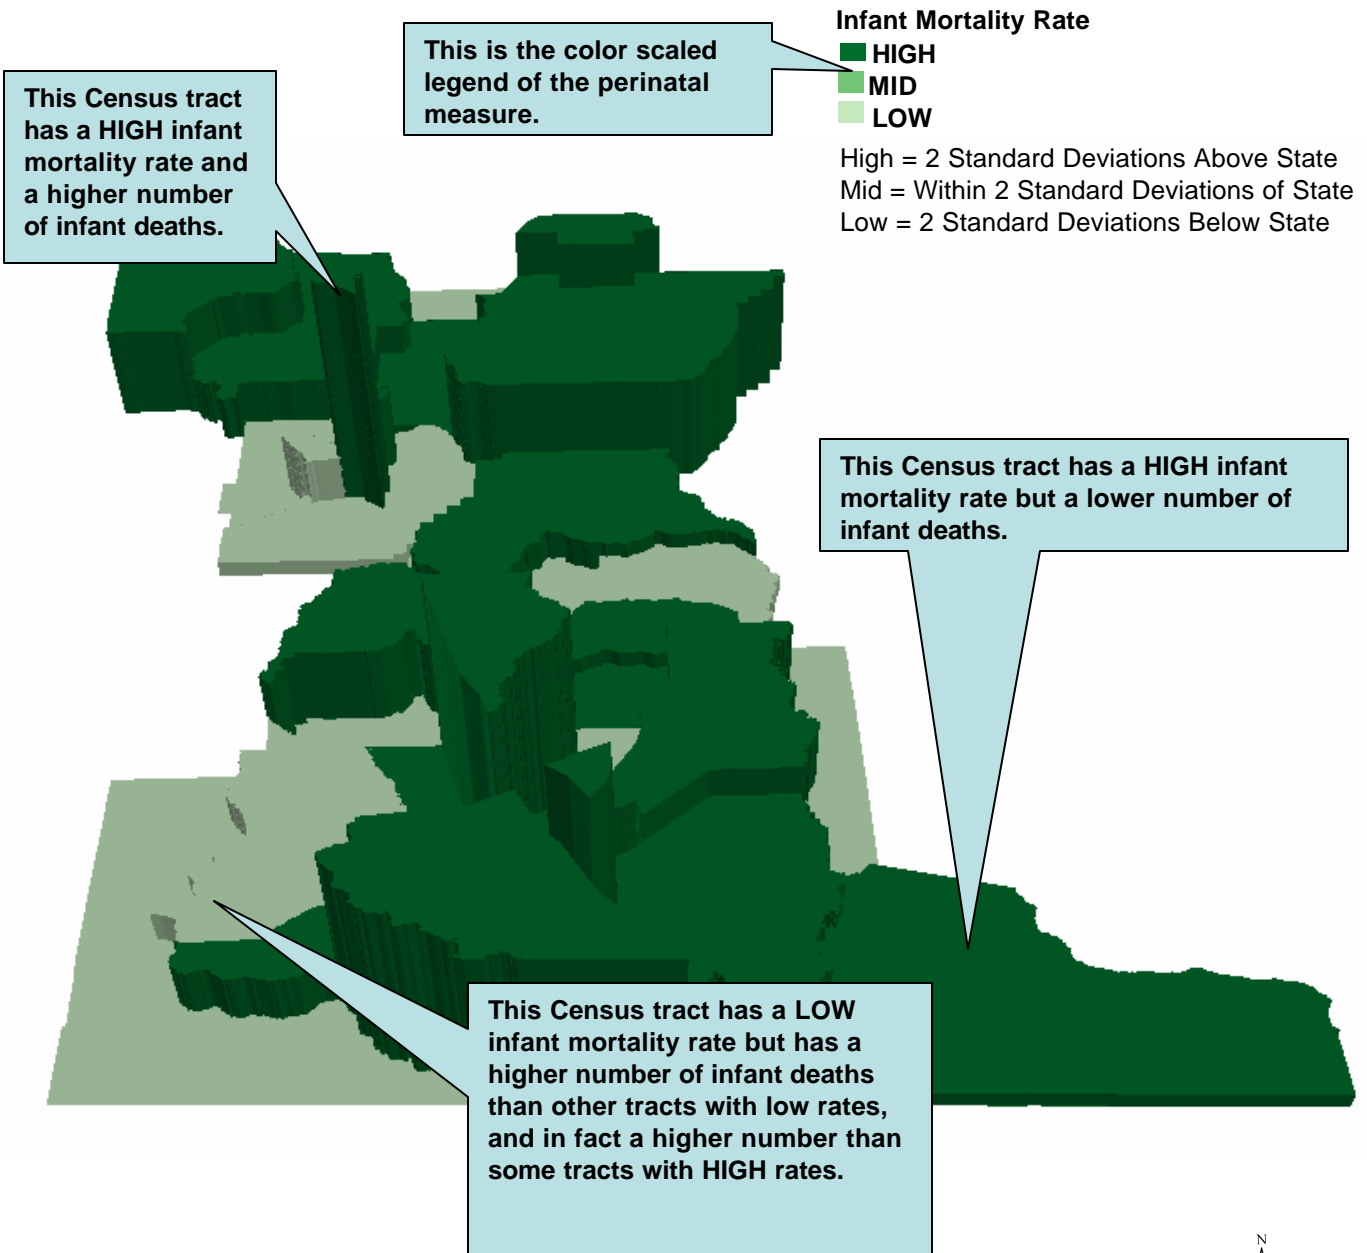 Infant Mortality Rate
HIGH
MID
LOW
High = 2 Standard Deviations Above State
Mid = Within 2 Standard Deviations of State
Low = 2 Standard Deviations Below State
This is the color scaled
legend of the perinatal
measure.
This Census tract
has a HIGH infant
mortality rate and
a higher number
of infant deaths.
This Census tract has a HIGH infant
mortality rate but a lower number of
infant deaths.
This Census tract has a LOW
infant mortality rate but has a
higher number of infant deaths
than other tracts with low rates,
and in fact a higher number than
some tracts with HIGH rates.
N